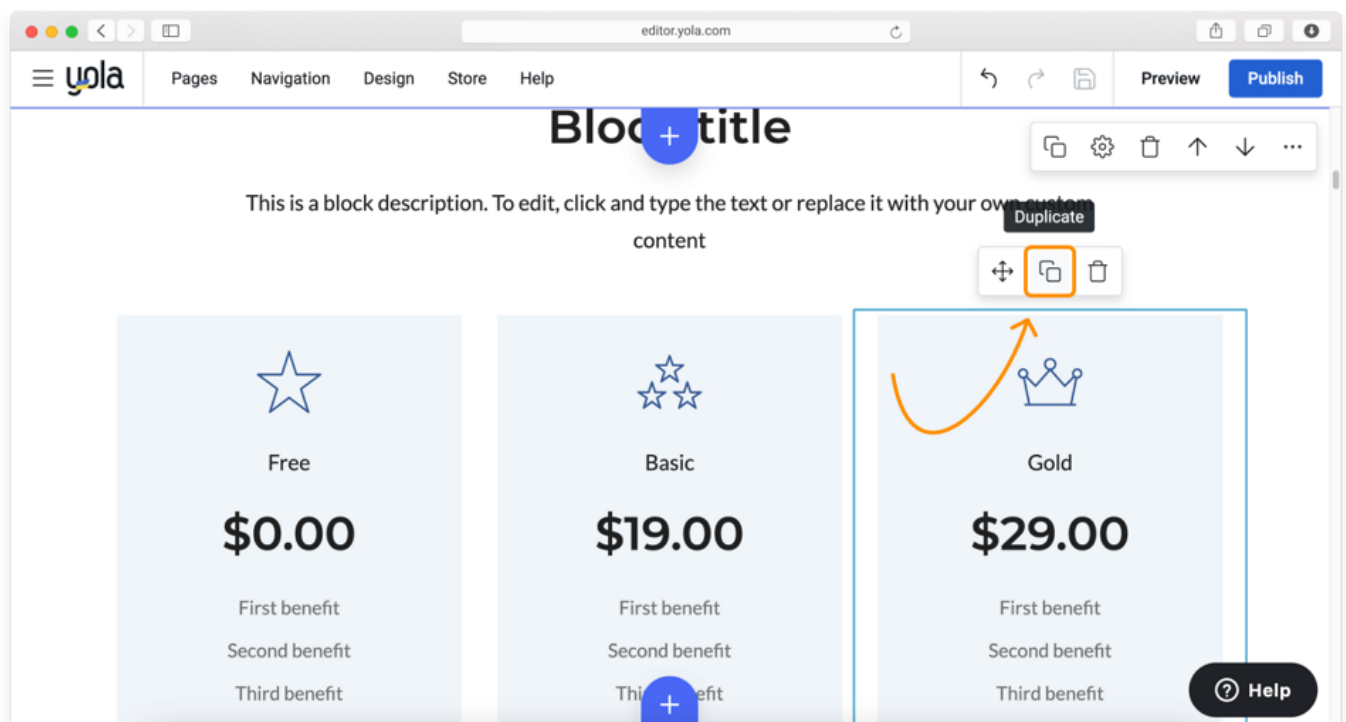 editor.yola.com
yola Pages Navigation Design Store Help Preview Publish
Block title
This is a block description. To edit, click and type the text or replace it with your own custom
content
Duplicate
Free Basic Gold
$0.00 $19.00 $29.00
First benefit First benefit First benefit
Second benefit Second benefit Second benefit
Third benefit Third benefit Third benefit
Help